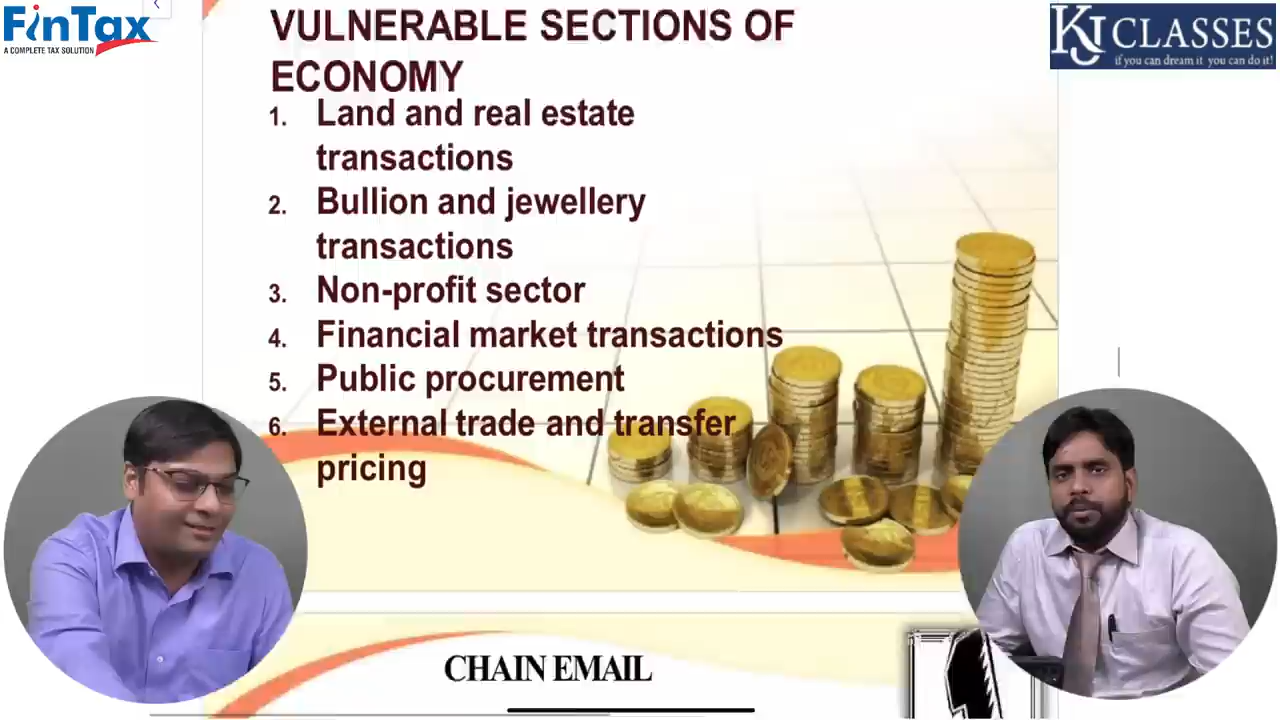 FinTax
A COMPLETE TAX SOLUTION
KJ CLASSES
if you can dream it you can do it!
VULNERABLE SECTIONS OF
ECONOMY
1. Land and real estate
transactions
2. Bullion and jewellery
transactions
3. Non-profit sector
4. Financial market transactions
5. Public procurement
6. External trade and transfer
pricing
CHAIN EMAIL